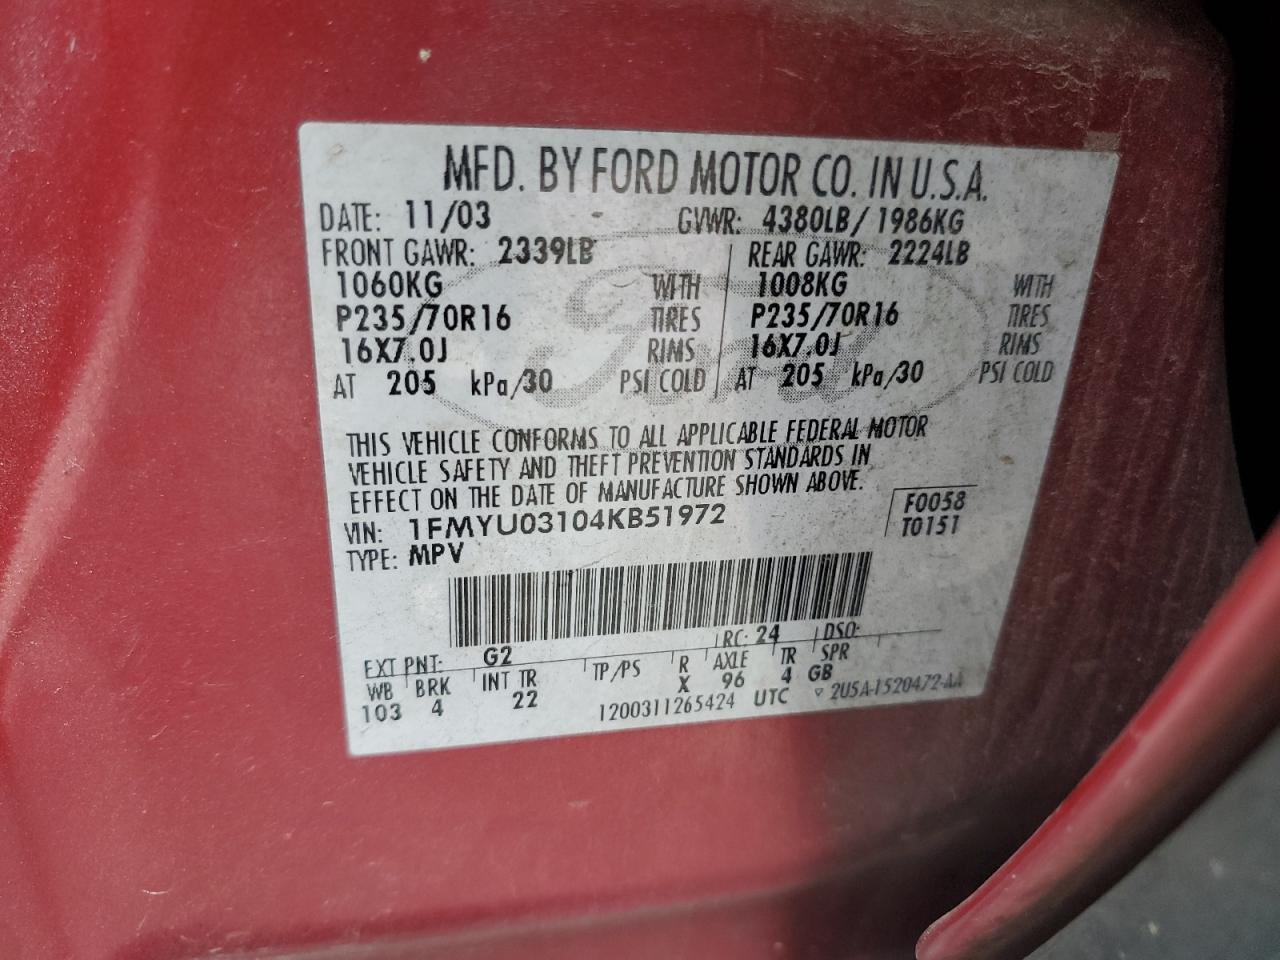 MFD. BY FORD MOTOR CO. IN U.S.A.
DATE: 11/03 GVWR: 4380LB/ 1986KG
FRONT GAWR: 2339LB REAR GAWR: 2224LB
1060KG WITH 1008KG WITH
P235/70R16 TIRES P235/70R16 TIRES
16X7.0J RIMS 16X7.0J RIMS
AT 205 kPa/30 PSI COLD AT 205 kPa/30 PSI COLD
Ford
THIS VEHICLE CONFORMS TO ALL APPLICABLE FEDERAL MOTOR
VEHICLE SAFETY AND THEFT PREVENTION STANDARDS IN
EFFECT ON THE DATE OF MANUFACTURE SHOWN ABOVE.
VIN: 1FMYU03104KB51972 F0058
TYPE: MPV T0151
EXT PNT: G2 RC: 24 DSO:
WB BRK INT TR TP/PS R AXLE TR SPR
103 4 22 X 96 4 GB
1200311265424 UTC ▽ 2U5A-1520472-AA